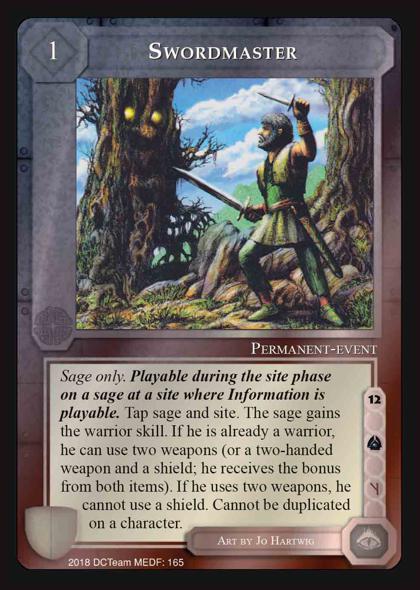 1
SWORDMASTER
PERMANENT-EVENT
Sage only. Playable during the site phase
on a sage at a site where Information is
playable. Tap sage and site. The sage gains
the warrior skill. If he is already a warrior,
he can use two weapons (or a two-handed
weapon and a shield; he receives the bonus
from both items). If he uses two weapons, he
cannot use a shield. Cannot be duplicated
on a character.
12
ART BY JO HARTWIG
2018 DCTeam MEDF: 165